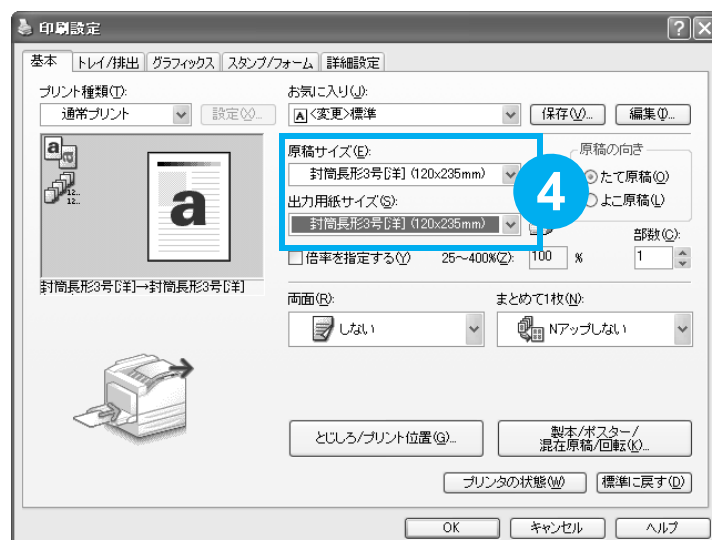 印刷設定
基本 トレイ/排出 グラフィックス スタンプ/フォーム 詳細設定
プリント種類(T):
通常プリント
設定(X)...
お気に入り(J):
A <変更>標準
保存(V)... 編集(I)...
原稿サイズ(E):
封筒長形3号[洋] (120x235mm)
出力用紙サイズ(S):
封筒長形3号[洋] (120x235mm)
4
原稿の向き
たて原稿(O)
よこ原稿(L)
倍率を指定する(Y) 25~400%(Z): 100 %
部数(C):
1
a
a
12..
12..
a
封筒長形3号[洋]→封筒長形3号[洋]
両面(R):
しない
まとめて1枚(N):
Nアップしない
とじしろ/プリント位置(G)...
製本/ポスター/
混在原稿/回転(K)...
プリンタの状態(W) 標準に戻す(D)
OK キャンセル ヘルプ